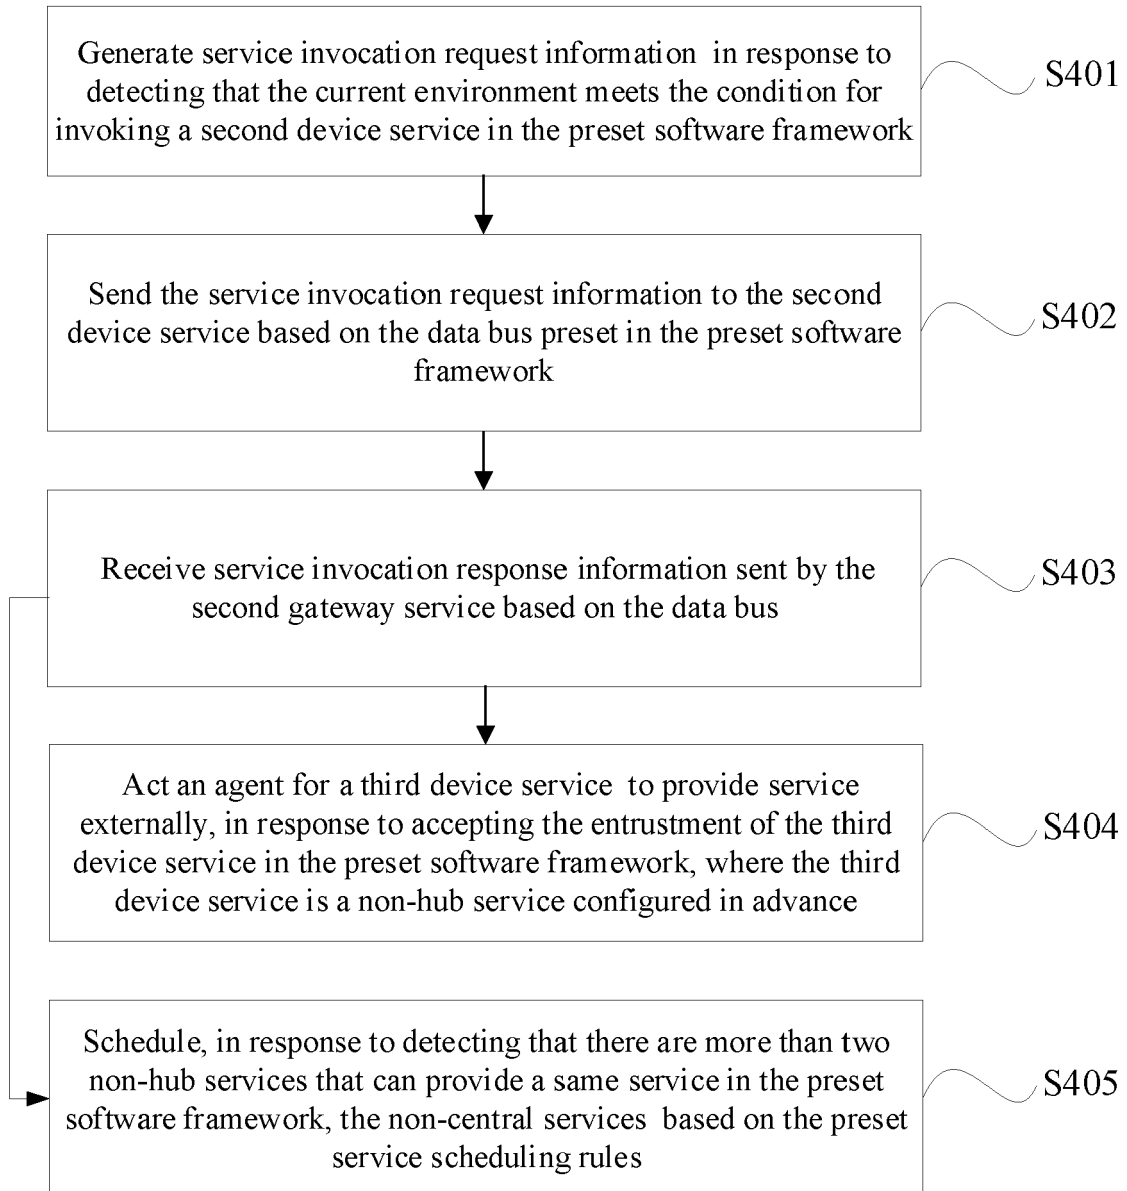 Generate service invocation request information in response to
detecting that the current environment meets the condition for
invoking a second device service in the preset software framework
S401
Send the service invocation request information to the second
device service based on the data bus preset in the preset software
framework
S402
Receive service invocation response information sent by the
second gateway service based on the data bus
S403
Act an agent for a third device service to provide service
externally, in response to accepting the entrustment of the third
device service in the preset software framework, where the third
device service is a non-hub service configured in advance
S404
Schedule, in response to detecting that there are more than two
non-hub services that can provide a same service in the preset
software framework, the non-central services based on the preset
service scheduling rules
S405